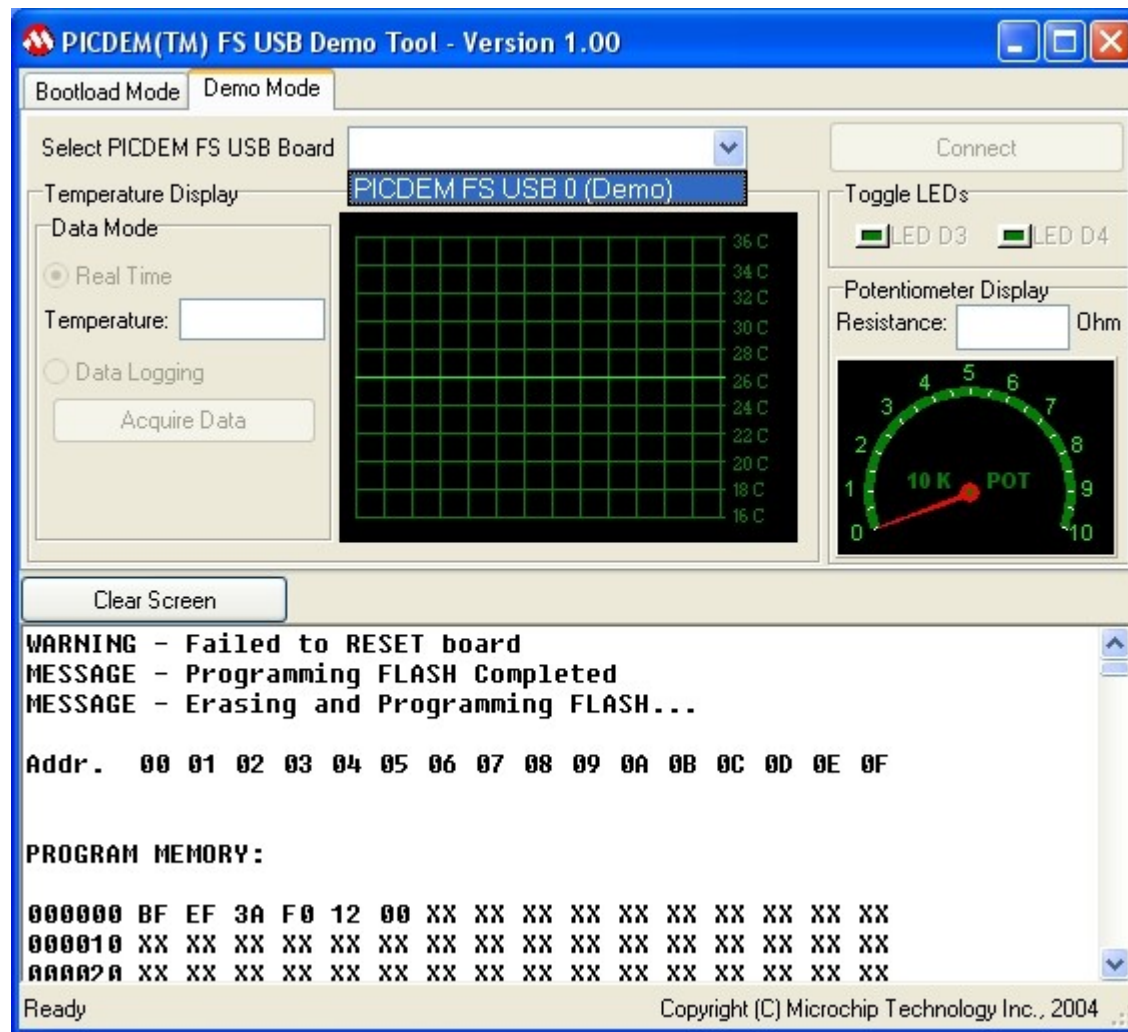 PICDEM(TM) FS USB Demo Tool - Version 1.00
Bootload Mode Demo Mode
Select PICDEM FS USB Board
Connect
PICDEM FS USB 0 (Demo)
Temperature Display
Data Mode
Real Time
Temperature:
Data Logging
Acquire Data
36 C
34 C
32 C
30 C
28 C
26 C
24 C
22 C
20 C
18 C
16 C
Toggle LEDs
LED D3 LED D4
Potentiometer Display
Resistance: Ohm
0 1 2 3 4 5 6 7 8 9 10
10 K POT
Clear Screen
WARNING - Failed to RESET board
MESSAGE - Programming FLASH Completed
MESSAGE - Erasing and Programming FLASH...
Addr. 00 01 02 03 04 05 06 07 08 09 0A 0B 0C 0D 0E 0F
PROGRAM MEMORY:
000000 BF EF 3A F0 12 00 XX XX XX XX XX XX XX XX XX XX
000010 XX XX XX XX XX XX XX XX XX XX XX XX XX XX XX XX
000020 XX XX XX XX XX XX XX XX XX XX XX XX XX XX XX XX
Ready
Copyright (C) Microchip Technology Inc., 2004